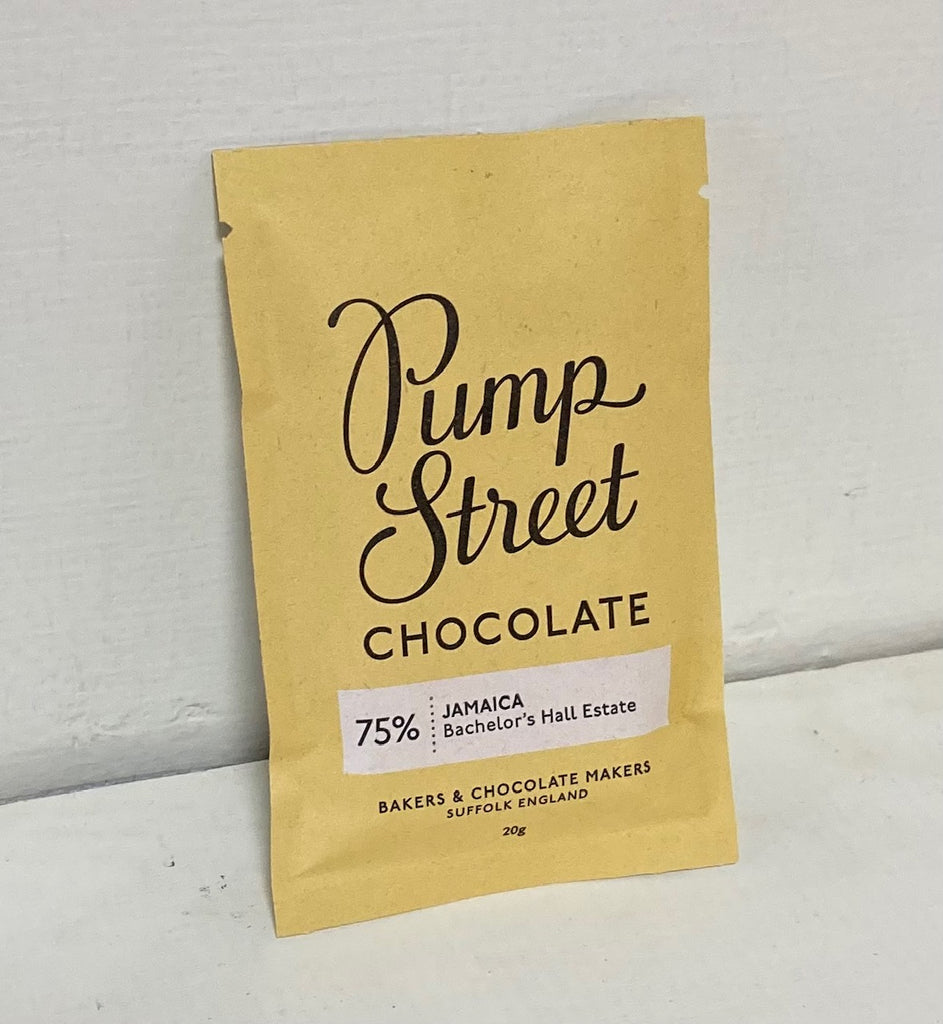 Pump
Street
CHOCOLATE
75%
JAMAICA
Bachelor's Hall Estate
BAKERS & CHOCOLATE MAKERS
SUFFOLK ENGLAND
20g